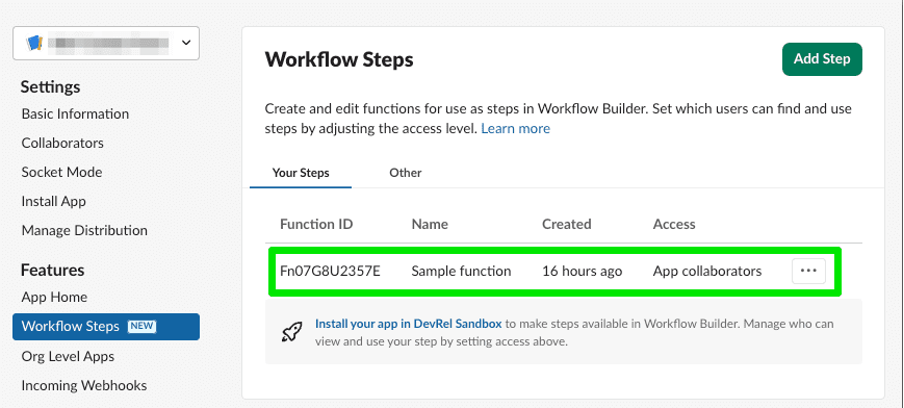 Settings
Basic Information
Collaborators
Socket Mode
Install App
Manage Distribution
Features
App Home
Workflow Steps NEW
Org Level Apps
Incoming Webhooks
Workflow Steps
Add Step
Create and edit functions for use as steps in Workflow Builder. Set which users can find and use
steps by adjusting the access level. Learn more
Your Steps Other
Function ID Name Created Access
Fn07G8U2357E Sample function 16 hours ago App collaborators
Install your app in DevRel Sandbox to make steps available in Workflow Builder. Manage who can
view and use your step by setting access above.